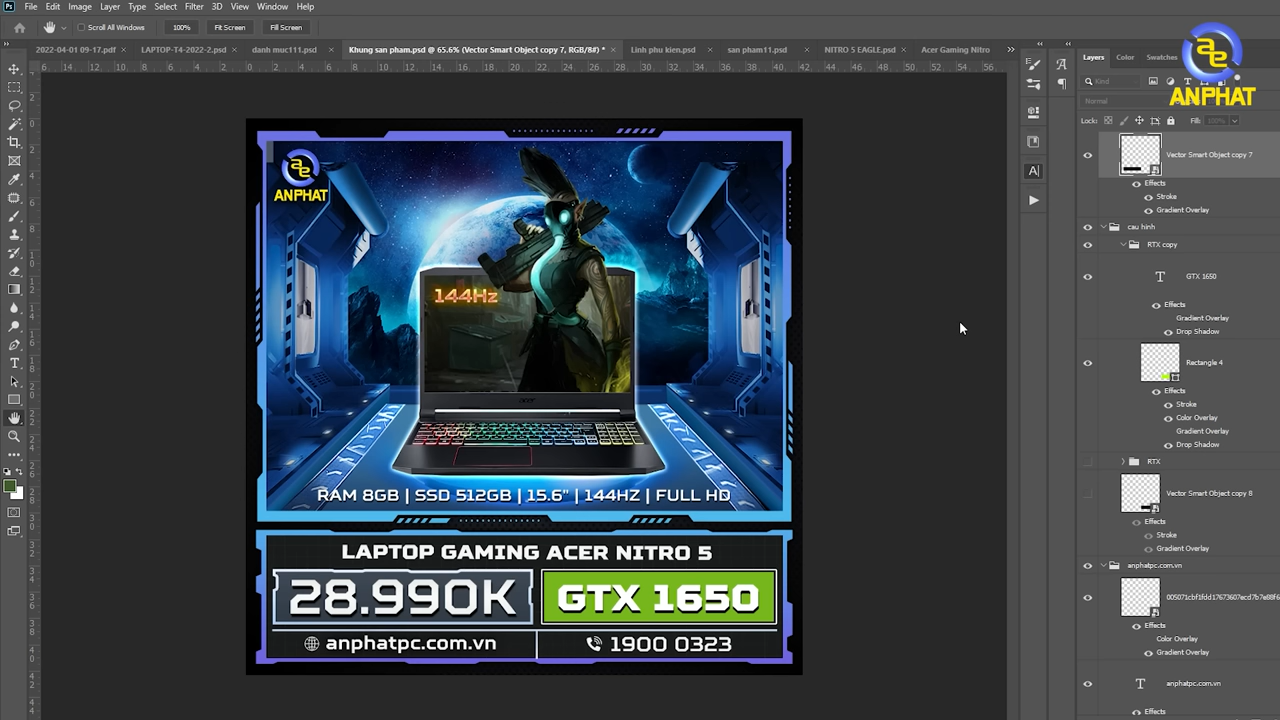 Ps File Edit Image Layer Type Select Filter 3D View Window Help
Scroll All Windows 100% Fit Screen Fill Screen
2022-04-01 09-17.pdf × LAPTOP-T4-2022-2.psd × danh muc111.psd × Khung san pham.psd @ 65.6% (Vector Smart Object copy 7, RGB/8#) * × Linh phu kien.psd × san pham11.psd × NITRO 5 EAGLE.psd × Acer Gaming Nitro
Layers Color Swatches
ANPHAT
Kind
Normal
Lock: Fill: 100%
Vector Smart Object copy 7
Effects
Stroke
Gradient Overlay
cau hinh
RTX copy
GTX 1650
Effects
Gradient Overlay
Drop Shadow
Rectangle 4
Effects
Stroke
Color Overlay
Gradient Overlay
Drop Shadow
RTX
Vector Smart Object copy 8
Effects
Stroke
Gradient Overlay
anphatpc.com.vn
Effects
Color Overlay
Gradient Overlay
anphatpc.com.vn
Effects
ANPHAT
144Hz
acer
RAM 8GB | SSD 512GB | 15.6" | 144HZ | FULL HD
LAPTOP GAMING ACER NITRO 5
28.990K GTX 1650
anphatpc.com.vn 1900 0323